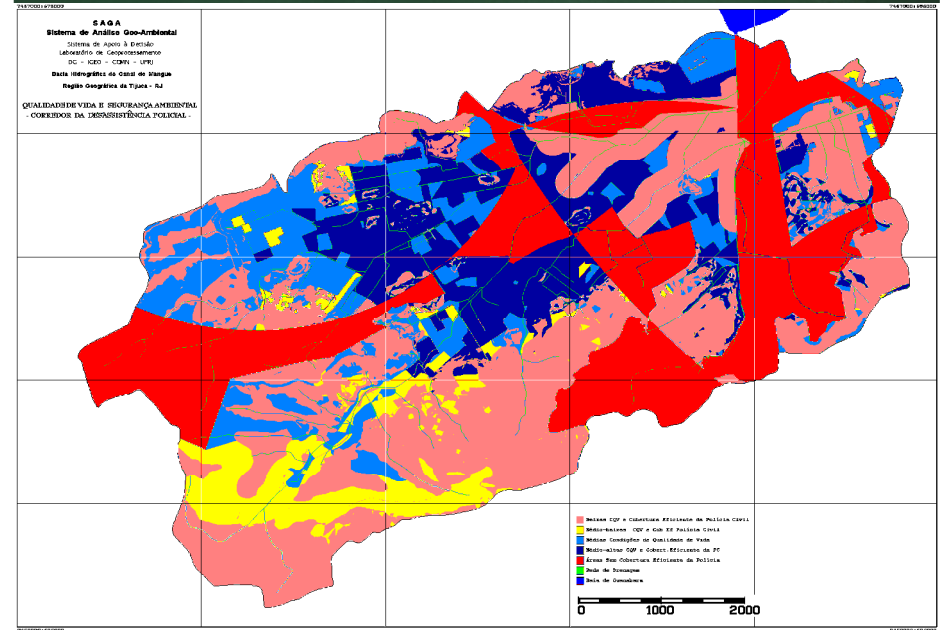 S A G A
Sistema de Análise Geo-Ambiental
Sistema de Apoio à Decisão
Laboratório de Geoprocessamento
DG - IGEO - CCMN - UFRJ
Bacia Hidrográfica do Canal do Mangue
Região Geográfica da Tijuca - RJ
QUALIDADE DE VIDA E SEGURANÇA AMBIENTAL
- CORREDOR DA DESASSISTÊNCIA POLICIAL -
Baixas CQV e Cobertura Eficiente da Polícia Civil
Médio-baixas CQV e Cob Ef Polícia Civil
Médias Condições de Qualidade de Vida
Médio-altas CQV e Cobert.Eficiente da PC
Áreas Sem Cobertura Eficiente da Polícia
Rede de Drenagem
Baía de Guanabara
0 1000 2000